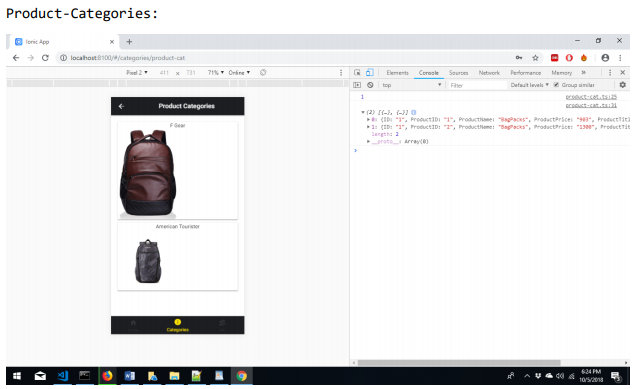 Product-Categories:
Ionic App
localhost:8100/#/categories/product-cat
Pixel 2 ▼ 411 × 731 71% ▼ Online ▼
Elements Console Sources Network Performance Memory »
top ▼ Filter Default levels ▼ Group similar
1 product-cat.ts:25
product-cat.ts:31
▼(2) [{…}, {…}]
▶0: {ID: "1", ProductID: "1", ProductName: "BagPacks", ProductPrice: "903", ProductTitl
▶1: {ID: "1", ProductID: "2", ProductName: "BagPacks", ProductPrice: "1300", ProductTit
length: 2
▶__proto__: Array(0)
Product Categories
F Gear
American Tourister
Categories
6:24 PM
10/5/2018